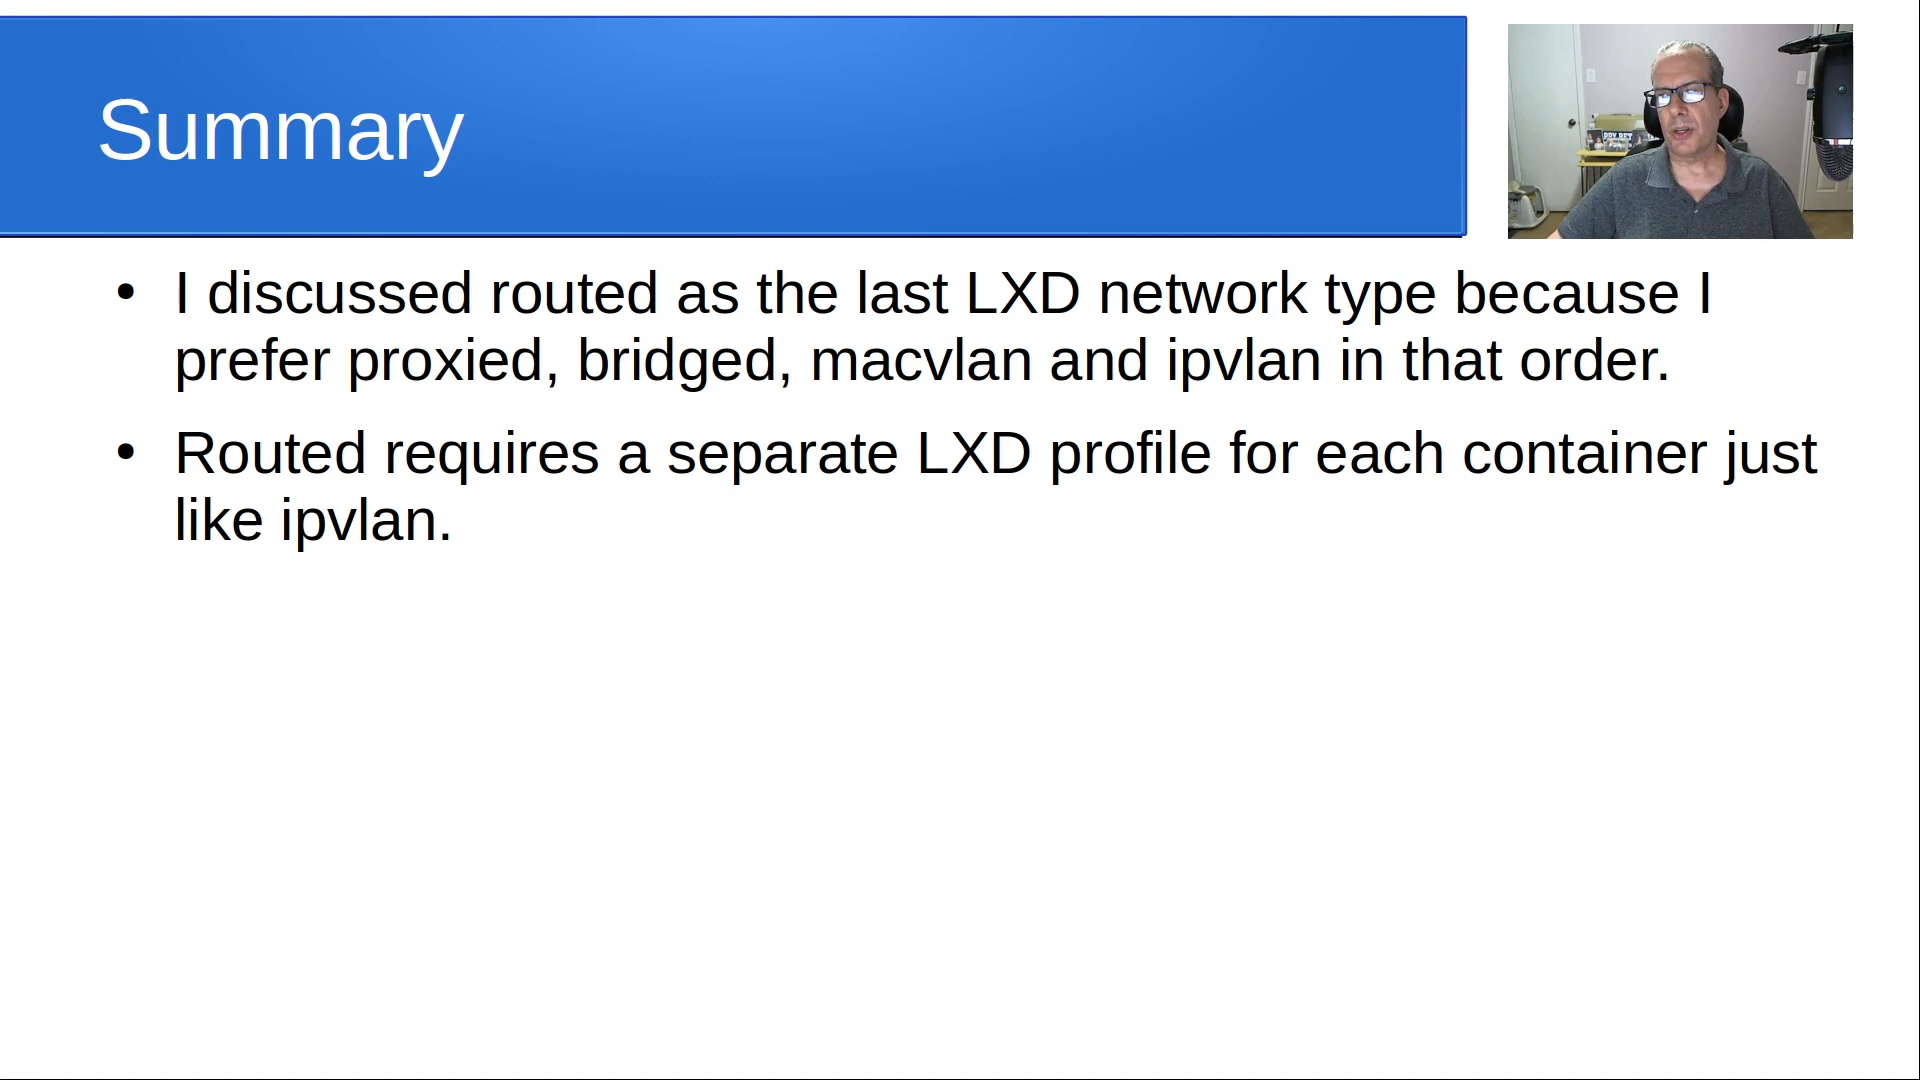 Summary
• I discussed routed as the last LXD network type because I
prefer proxied, bridged, macvlan and ipvlan in that order.
• Routed requires a separate LXD profile for each container just
like ipvlan.